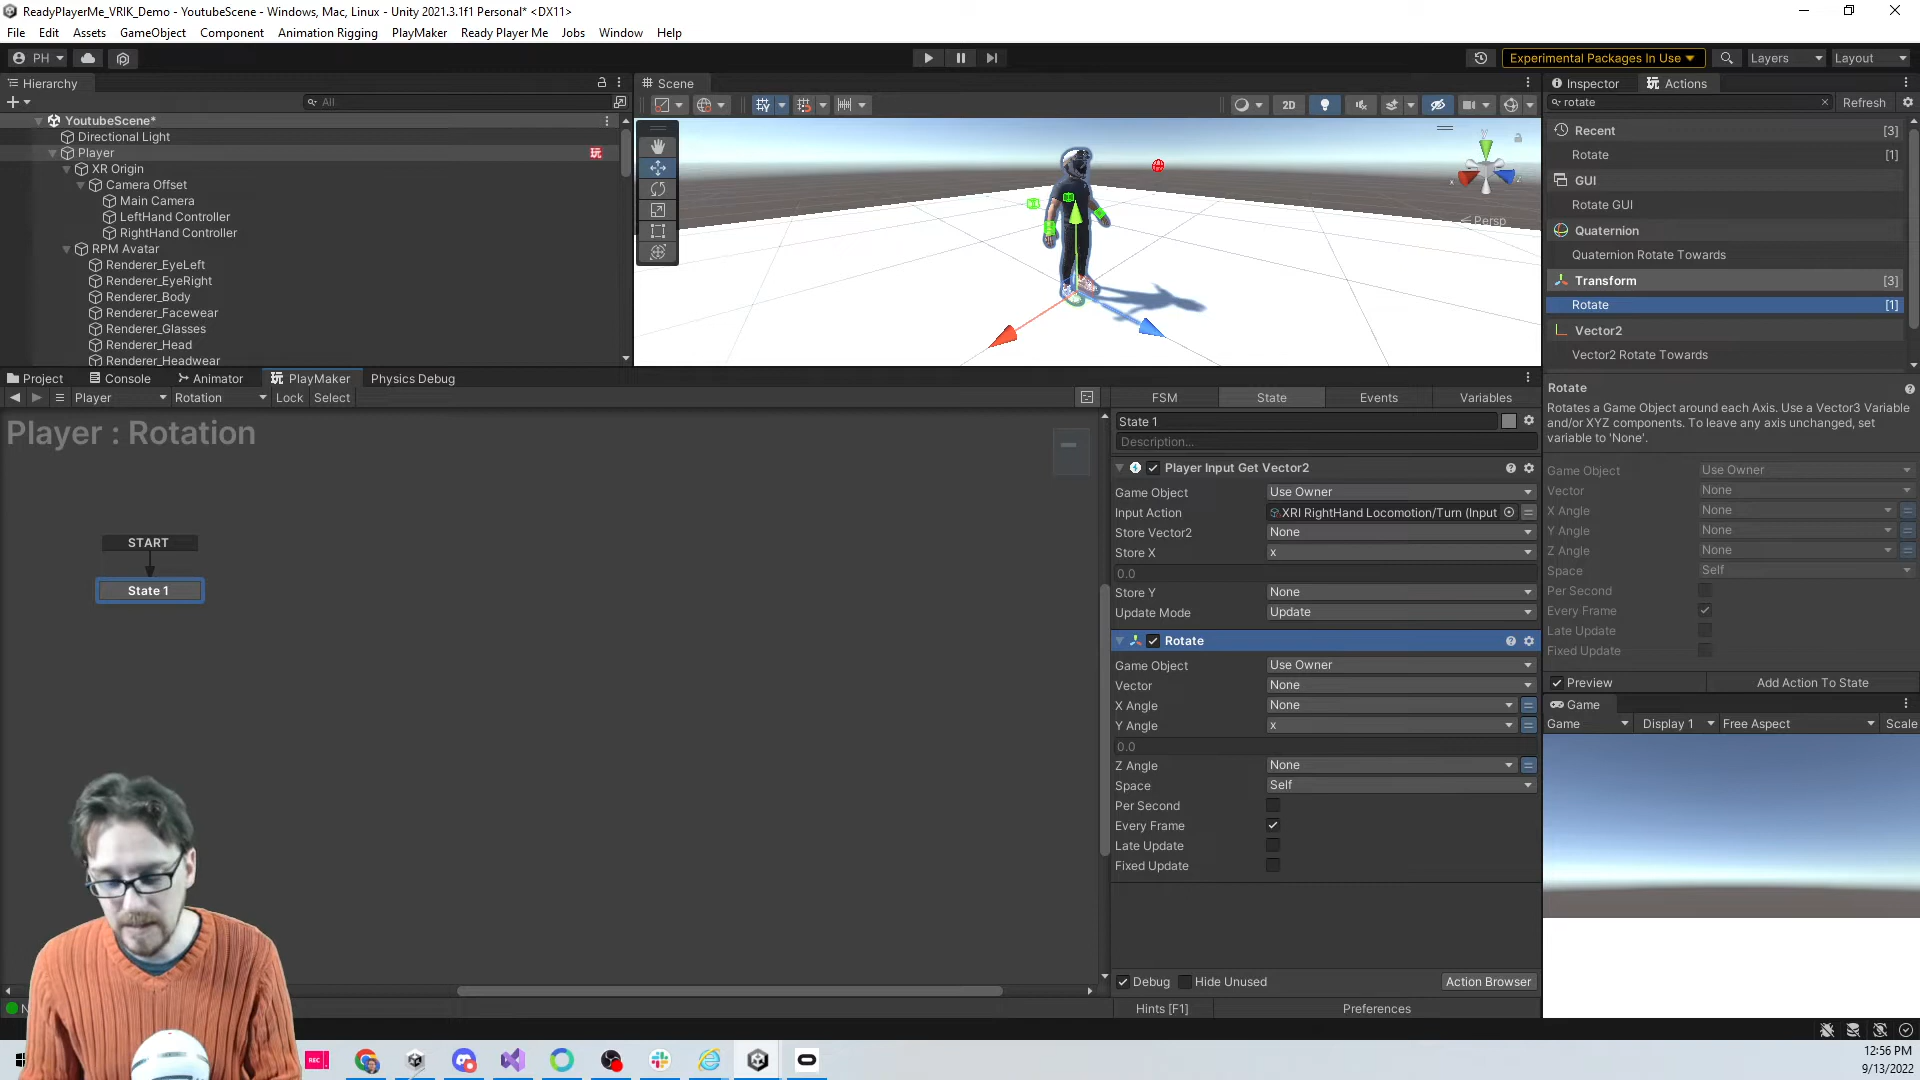 ReadyPlayerMe_VRIK_Demo - YoutubeScene - Windows, Mac, Linux - Unity 2021.3.1f1 Personal* <DX11>
File Edit Assets GameObject Component Animation Rigging PlayMaker Ready Player Me Jobs Window Help
PH Experimental Packages In Use Layers Layout
Hierarchy
All
YoutubeScene*
Directional Light
Player
XR Origin
Camera Offset
Main Camera
LeftHand Controller
RightHand Controller
RPM Avatar
Renderer_EyeLeft
Renderer_EyeRight
Renderer_Body
Renderer_Facewear
Renderer_Glasses
Renderer_Head
Renderer_Headwear
Scene
2D
y
x
Persp
Inspector Actions
rotate Refresh
Recent [3]
Rotate [1]
GUI
Rotate GUI
Quaternion
Quaternion Rotate Towards
Transform [3]
Rotate [1]
Vector2
Vector2 Rotate Towards
Rotate
Rotates a Game Object around each Axis. Use a Vector3 Variable
and/or XYZ components. To leave any axis unchanged, set
variable to 'None'.
Game Object Use Owner
Vector None
X Angle None
Y Angle None
Z Angle None
Space Self
Per Second
Every Frame
Late Update
Fixed Update
Preview Add Action To State
Game
Game Display 1 Free Aspect Scale
Project Console Animator PlayMaker Physics Debug
Player Rotation Lock Select
Player : Rotation
START
State 1
FSM State Events Variables
State 1
Description...
Player Input Get Vector2
Game Object Use Owner
Input Action XRI RightHand Locomotion/Turn (Input
Store Vector2 None
Store X x
0.0
Store Y None
Update Mode Update
Rotate
Game Object Use Owner
Vector None
X Angle None
Y Angle x
0.0
Z Angle None
Space Self
Per Second
Every Frame
Late Update
Fixed Update
Debug Hide Unused Action Browser
Hints [F1] Preferences
REC
12:56 PM
9/13/2022